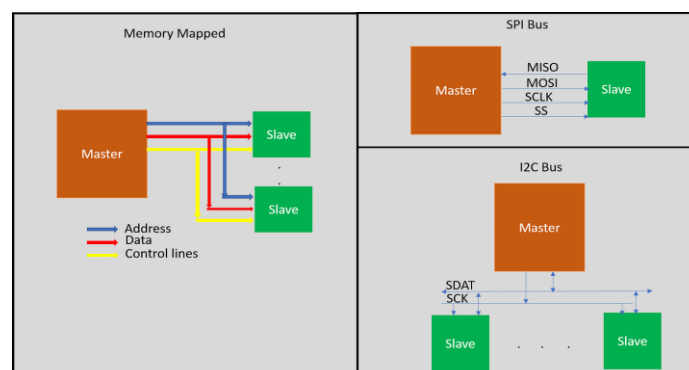 Memory Mapped
Master
Slave
.
.
Slave
Address
Data
Control lines
SPI Bus
Master
MISO
MOSI
SCLK
SS
Slave
I2C Bus
Master
SDAT
SCK
Slave
. . .
Slave